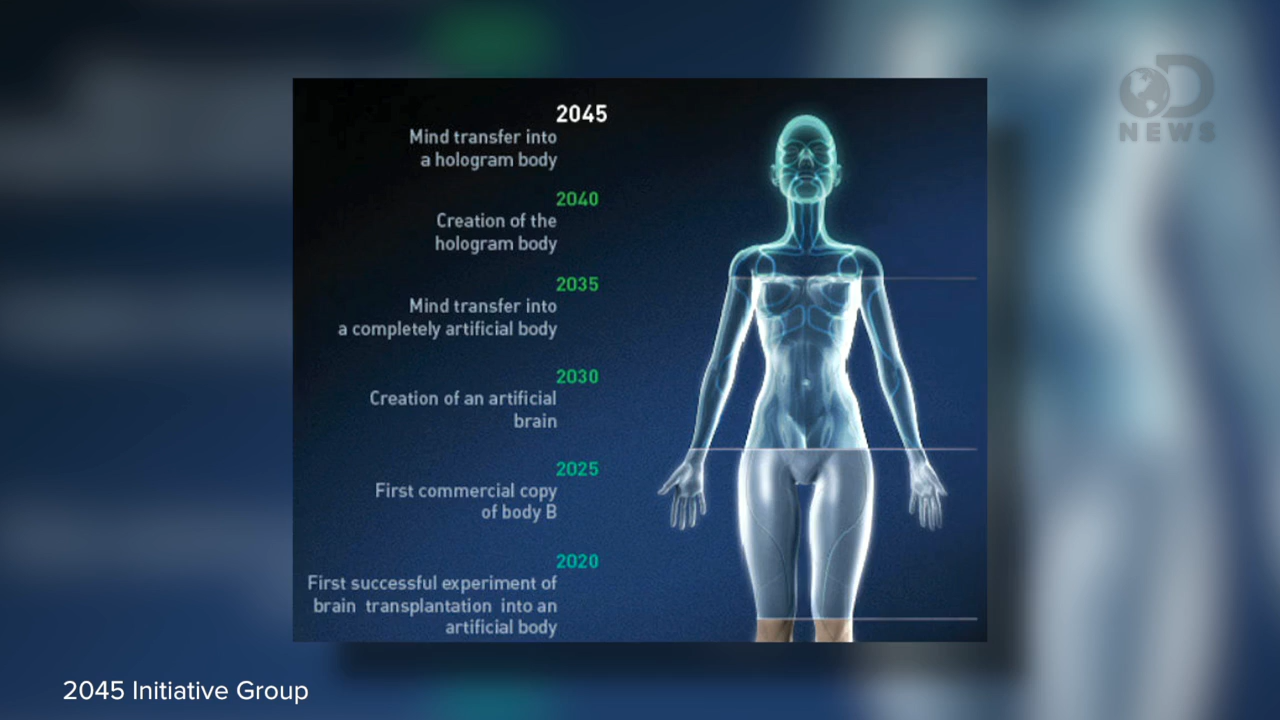 D
NEWS
2045
Mind transfer into
a hologram body
2040
Creation of the
hologram body
2035
Mind transfer into
a completely artificial body
2030
Creation of an artificial
brain
2025
First commercial copy
of body B
2020
First successful experiment of
brain transplantation into an
artificial body
2045 Initiative Group